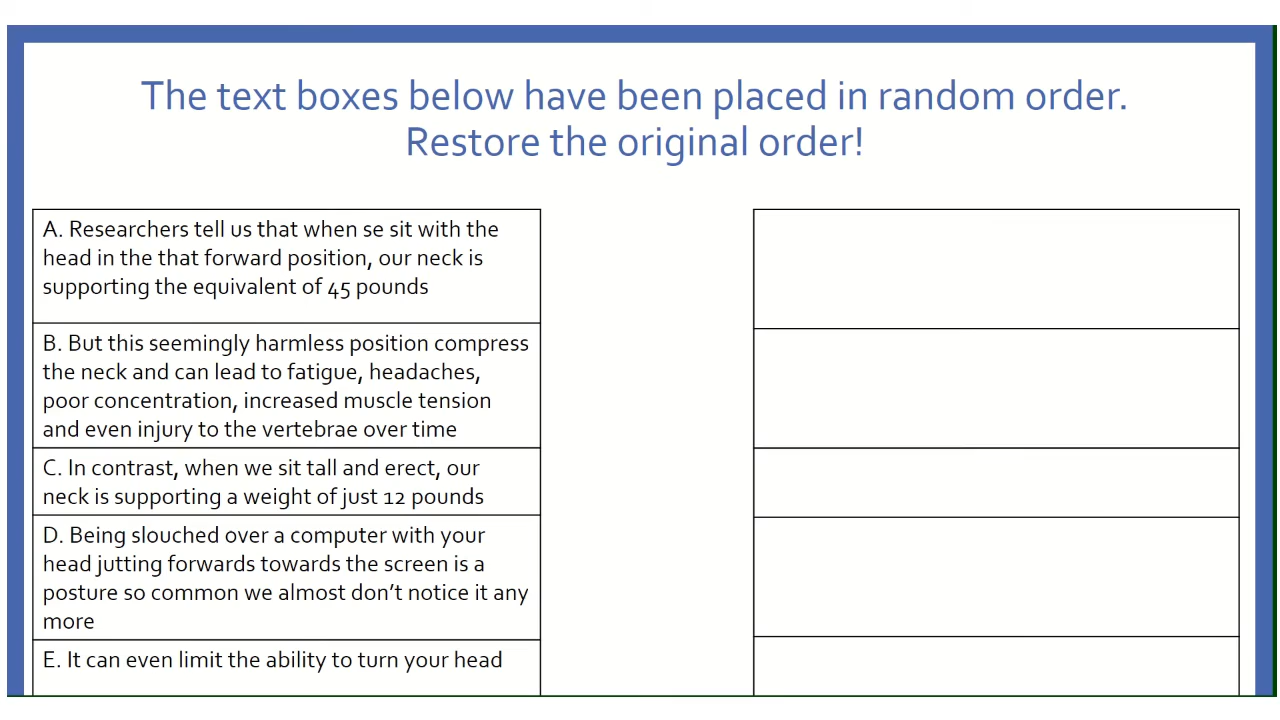 The text boxes below have been placed in random order.
Restore the original order!
A. Researchers tell us that when se sit with the
head in the that forward position, our neck is
supporting the equivalent of 45 pounds
B. But this seemingly harmless position compress
the neck and can lead to fatigue, headaches,
poor concentration, increased muscle tension
and even injury to the vertebrae over time
C. In contrast, when we sit tall and erect, our
neck is supporting a weight of just 12 pounds
D. Being slouched over a computer with your
head jutting forwards towards the screen is a
posture so common we almost don’t notice it any
more
E. It can even limit the ability to turn your head